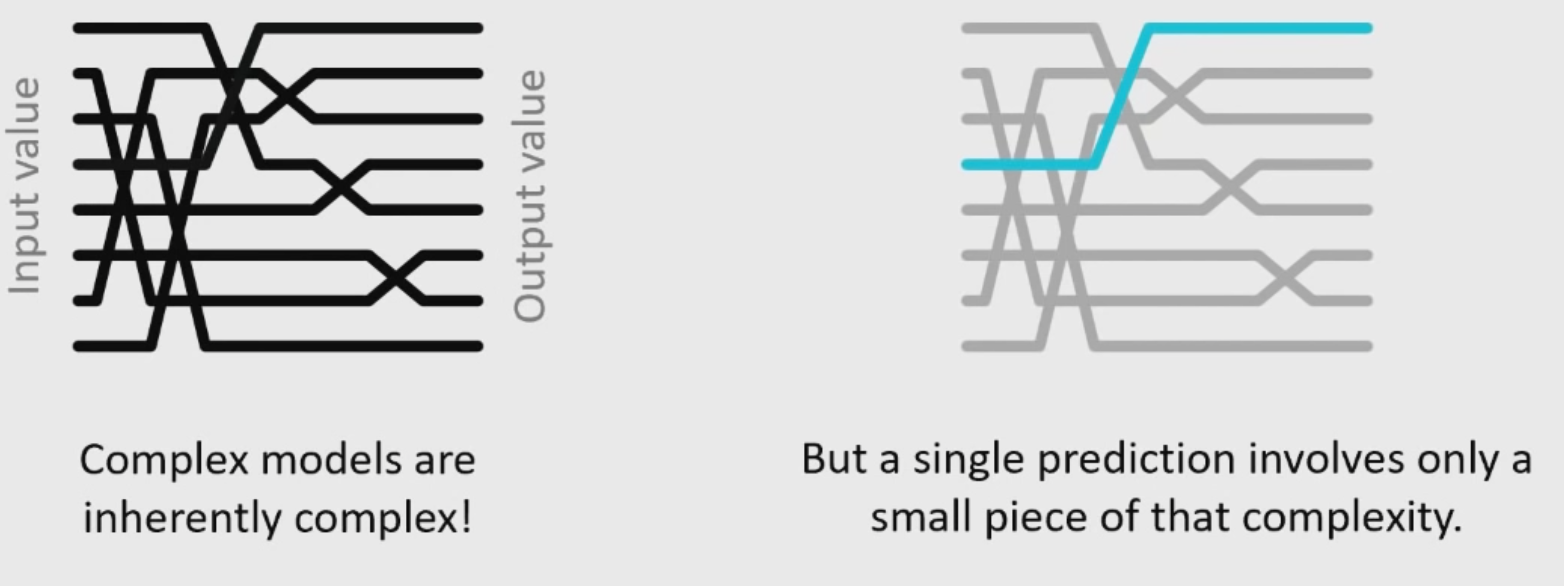 Input value
Output value
Complex models are
inherently complex!
But a single prediction involves only a
small piece of that complexity.